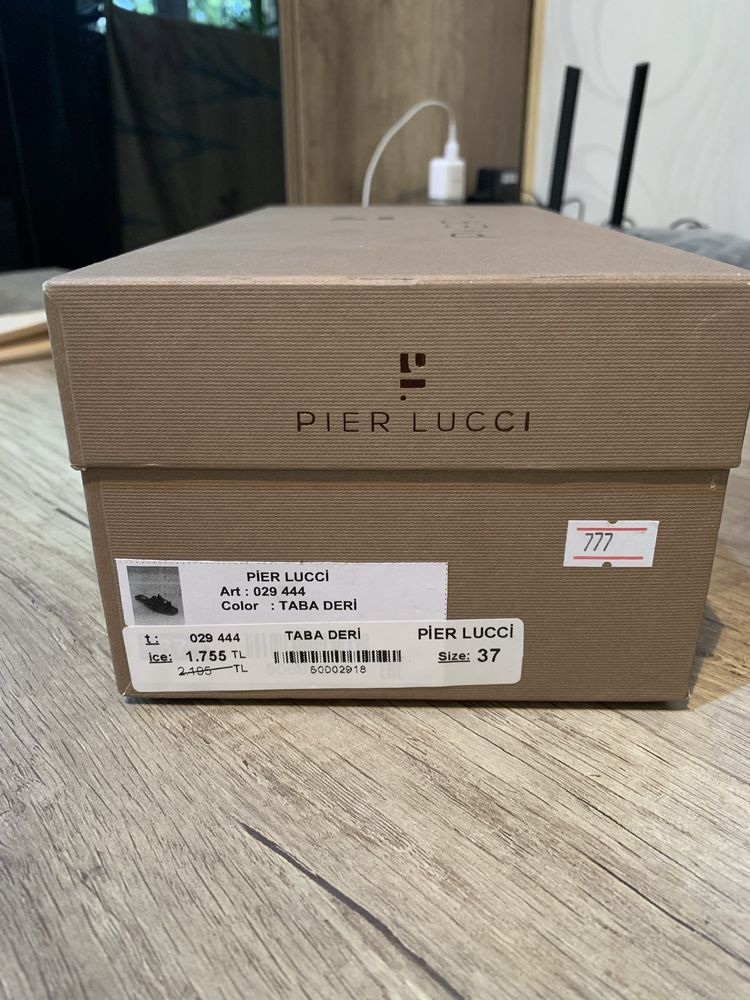 PIER LUCCI
777
PİER LUCCİ
Art : 029 444
Color : TABA DERİ
t : 029 444 TABA DERİ PİER LUCCİ
ice: 1.755 TL Size: 37
2.195 TL 50002918